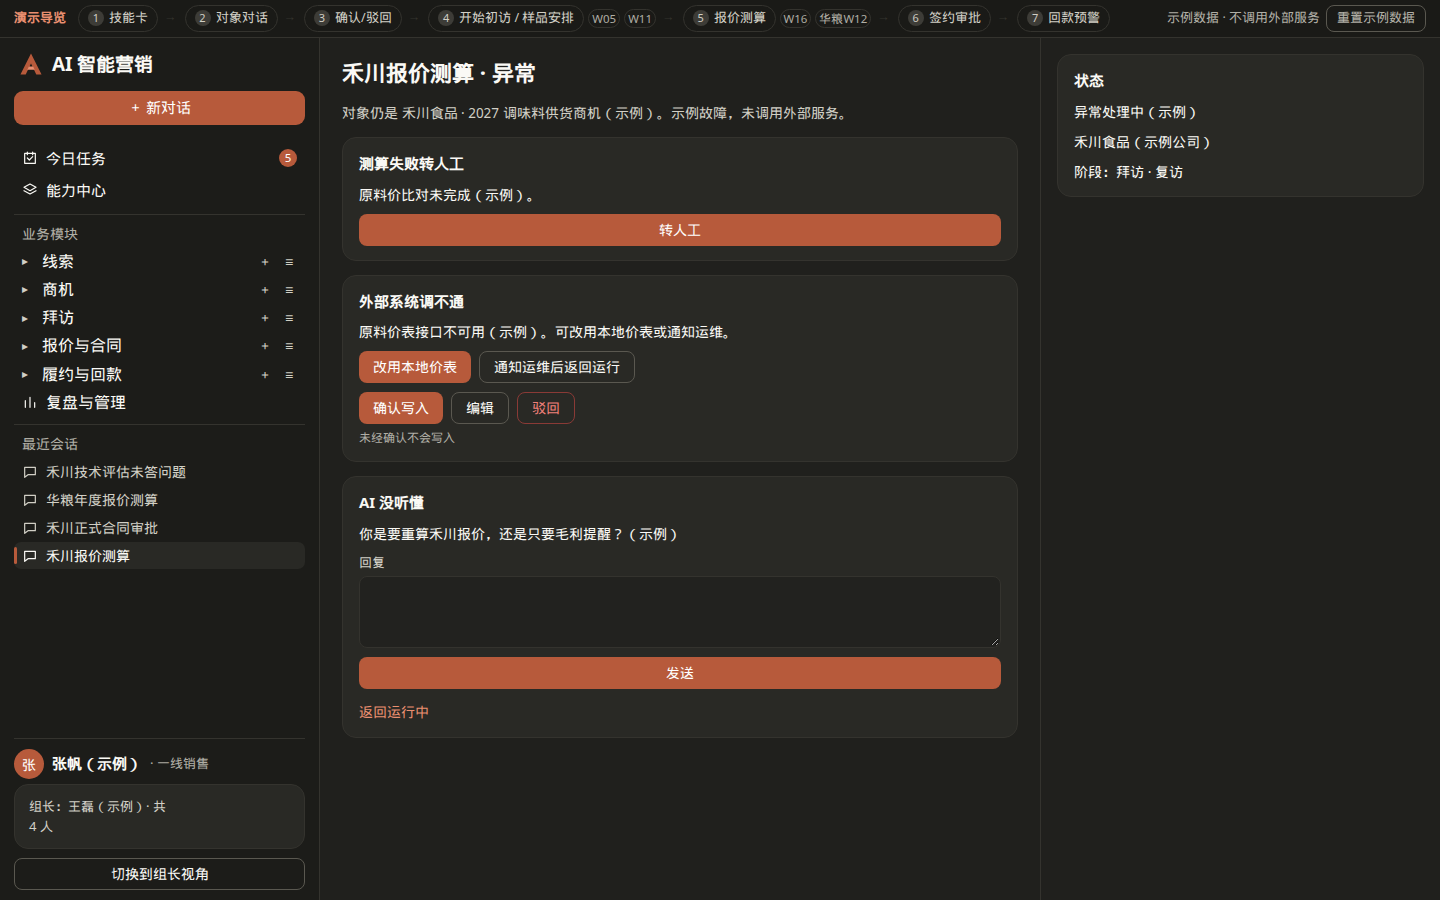 演示导览 1 技能卡 → 2 对象对话 → 3 确认/驳回 → 4 开始初访 / 样品安排 W05 W11 → 5 报价测算 W16 华粮W12 → 6 签约审批 → 7 回款预警 示例数据 · 不调用外部服务 重置示例数据
AI 智能营销
+ 新对话
今日任务 5
能力中心
业务模块
▸ 线索 + ≡
▸ 商机 + ≡
▸ 拜访 + ≡
▸ 报价与合同 + ≡
▸ 履约与回款 + ≡
复盘与管理
最近会话
禾川技术评估未答问题
华粮年度报价测算
禾川正式合同审批
禾川报价测算
张 张帆（示例） · 一线销售
组长：王磊（示例）· 共
4 人
切换到组长视角
禾川报价测算 · 异常
对象仍是 禾川食品 · 2027 调味料供货商机（示例）。示例故障，未调用外部服务。
测算失败转人工
原料价比对未完成（示例）。
转人工
外部系统调不通
原料价表接口不可用（示例）。可改用本地价表或通知运维。
改用本地价表 通知运维后返回运行
确认写入 编辑 驳回
未经确认不会写入
AI 没听懂
你是要重算禾川报价，还是只要毛利提醒？（示例）
回复
发送
返回运行中
状态
异常处理中（示例）
禾川食品（示例公司）
阶段：拜访 · 复访